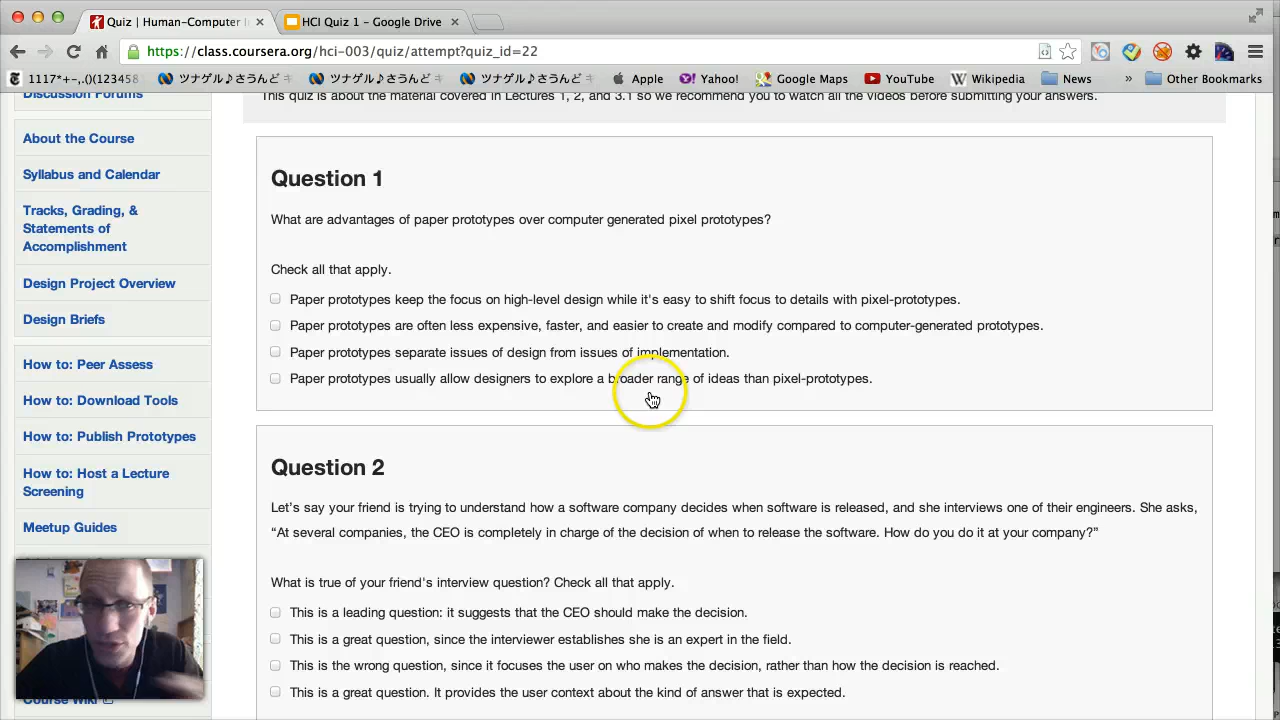 Quiz | Human-Computer I
HCI Quiz 1 - Google Drive
https://class.coursera.org/hci-003/quiz/attempt?quiz_id=22
1117*+-,.()(123458
ツナゲル♪さうんどキ
ツナゲル♪さうんどキ
ツナゲル♪さうんどキ
Apple
Yahoo!
Google Maps
YouTube
Wikipedia
News
»
Other Bookmarks
Discussion Forums
About the Course
Syllabus and Calendar
Tracks, Grading, &
Statements of
Accomplishment
Design Project Overview
Design Briefs
How to: Peer Assess
How to: Download Tools
How to: Publish Prototypes
How to: Host a Lecture
Screening
Meetup Guides
Course Wiki
This quiz is about the material covered in Lectures 1, 2, and 3.1 so we recommend you to watch all the videos before submitting your answers.
Question 1
What are advantages of paper prototypes over computer generated pixel prototypes?
Check all that apply.
Paper prototypes keep the focus on high-level design while it's easy to shift focus to details with pixel-prototypes.
Paper prototypes are often less expensive, faster, and easier to create and modify compared to computer-generated prototypes.
Paper prototypes separate issues of design from issues of implementation.
Paper prototypes usually allow designers to explore a broader range of ideas than pixel-prototypes.
Question 2
Let's say your friend is trying to understand how a software company decides when software is released, and she interviews one of their engineers. She asks,
“At several companies, the CEO is completely in charge of the decision of when to release the software. How do you do it at your company?”
What is true of your friend's interview question? Check all that apply.
This is a leading question: it suggests that the CEO should make the decision.
This is a great question, since the interviewer establishes she is an expert in the field.
This is the wrong question, since it focuses the user on who makes the decision, rather than how the decision is reached.
This is a great question. It provides the user context about the kind of answer that is expected.